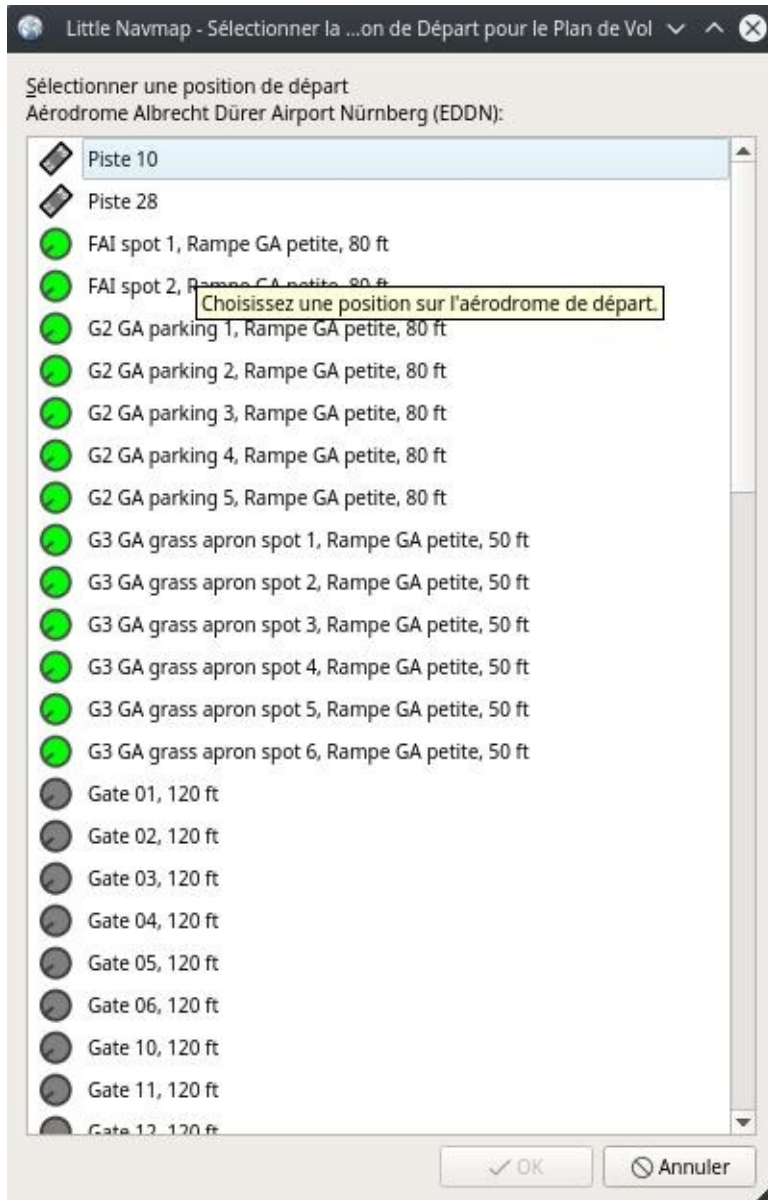 Little Navmap - Sélectionner la ...on de Départ pour le Plan de Vol
Sélectionner une position de départ
Aérodrome Albrecht Dürer Airport Nürnberg (EDDN):
Piste 10
Piste 28
FAI spot 1, Rampe GA petite, 80 ft
FAI spot 2, Rampe GA petite, 80 ft
Choisissez une position sur l'aérodrome de départ.
G2 GA parking 1, Rampe GA petite, 80 ft
G2 GA parking 2, Rampe GA petite, 80 ft
G2 GA parking 3, Rampe GA petite, 80 ft
G2 GA parking 4, Rampe GA petite, 80 ft
G2 GA parking 5, Rampe GA petite, 80 ft
G3 GA grass apron spot 1, Rampe GA petite, 50 ft
G3 GA grass apron spot 2, Rampe GA petite, 50 ft
G3 GA grass apron spot 3, Rampe GA petite, 50 ft
G3 GA grass apron spot 4, Rampe GA petite, 50 ft
G3 GA grass apron spot 5, Rampe GA petite, 50 ft
G3 GA grass apron spot 6, Rampe GA petite, 50 ft
Gate 01, 120 ft
Gate 02, 120 ft
Gate 03, 120 ft
Gate 04, 120 ft
Gate 05, 120 ft
Gate 06, 120 ft
Gate 10, 120 ft
Gate 11, 120 ft
Gate 12, 120 ft
OK
Annuler